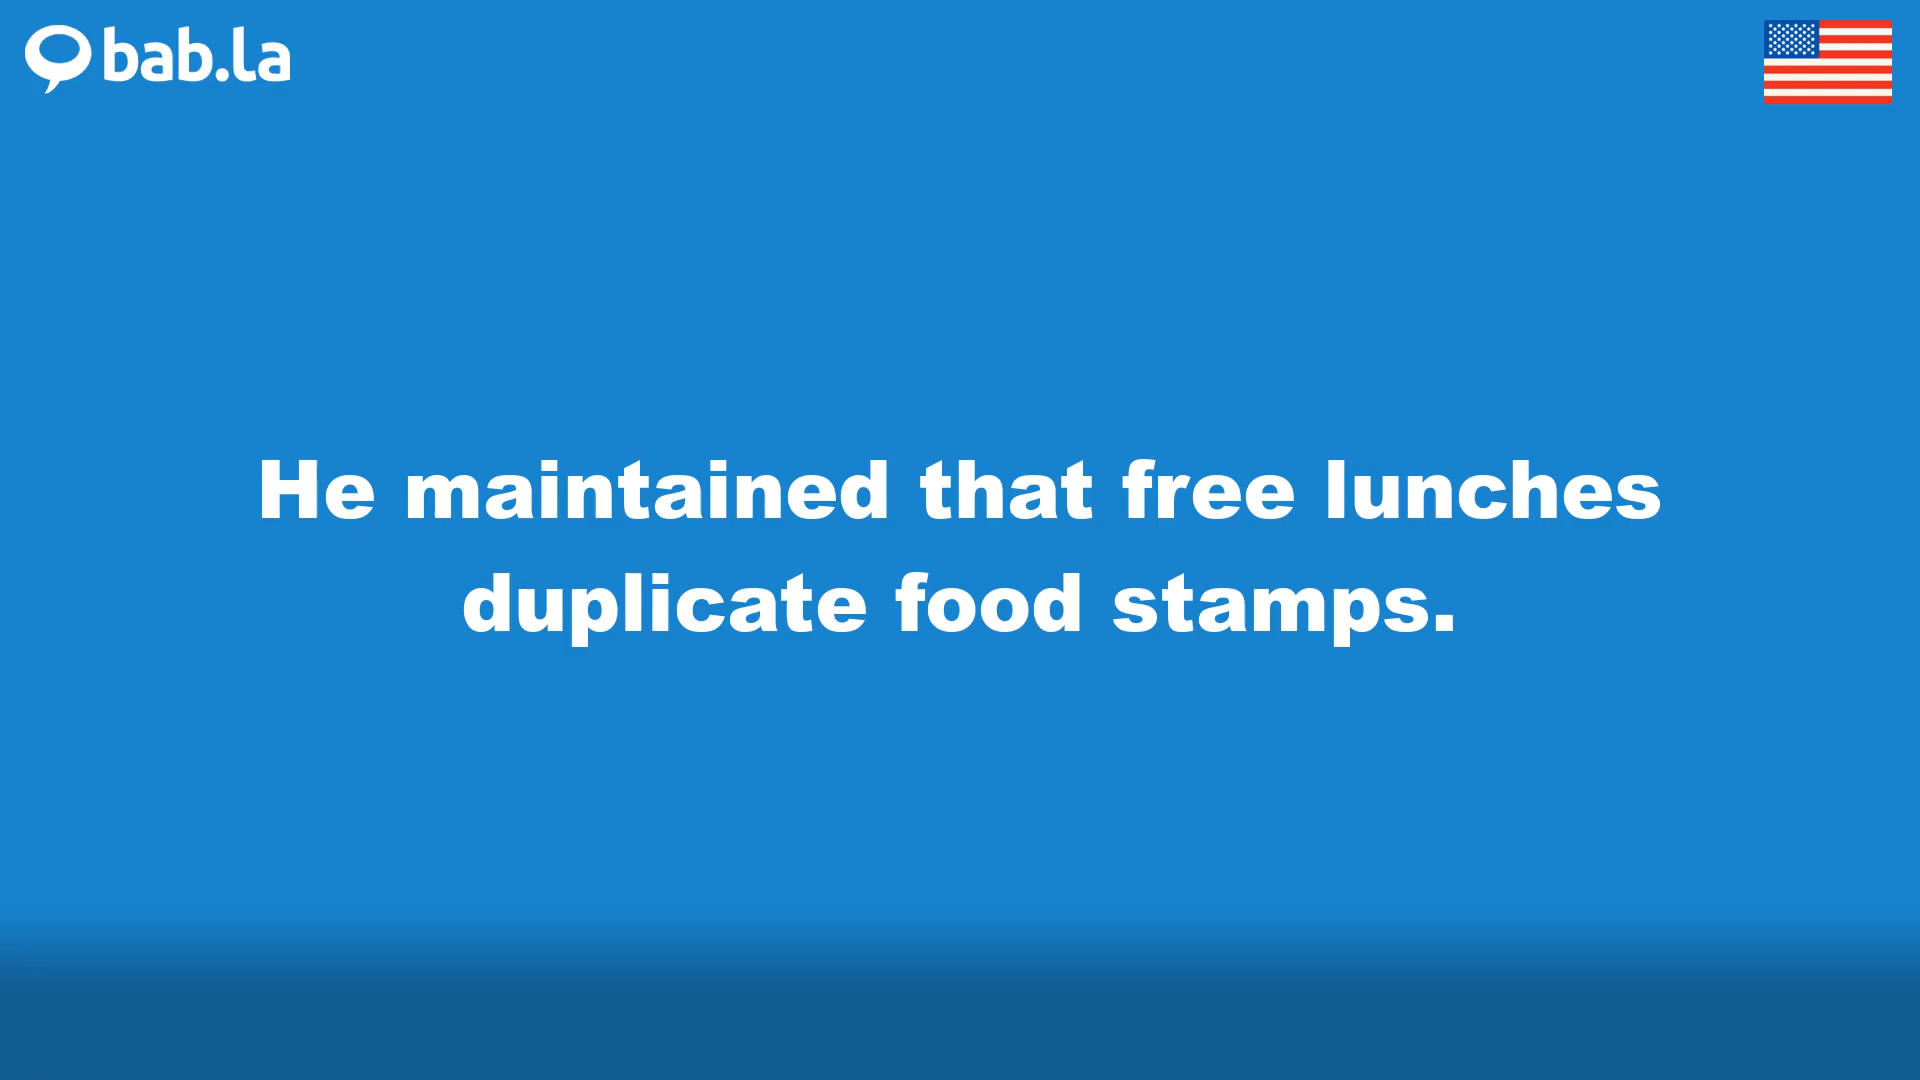 bab.la
He maintained that free lunches
duplicate food stamps.